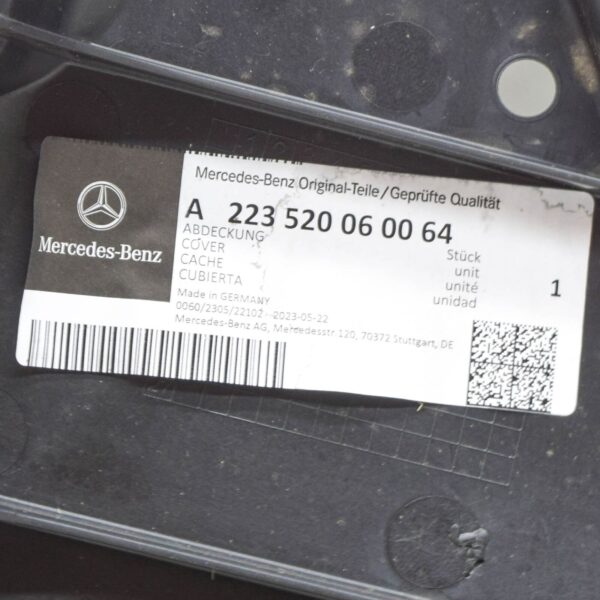 Mercedes-Benz Original-Teile/Geprüfte Qualität
Mercedes-Benz
A 223 520 06 00 64
ABDECKUNG
COVER
CACHE
CUBIERTA
Stück
unit
unité
unidad
1
Made in GERMANY
0060/2305/22102 2023-05-22
Mercedes-Benz AG, Mercedesstr 120, 70372 Stuttgart, DE